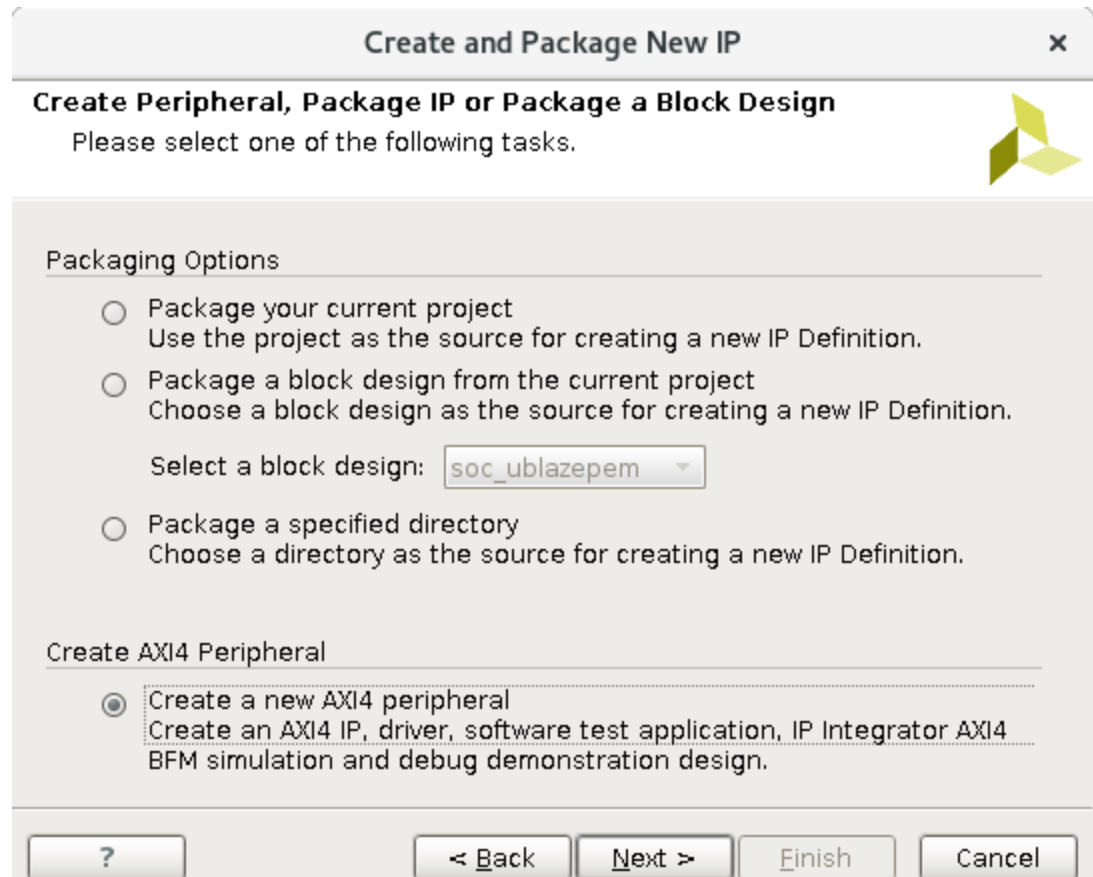 Create and Package New IP ×
Create Peripheral, Package IP or Package a Block Design
Please select one of the following tasks.
Packaging Options
Package your current project
Use the project as the source for creating a new IP Definition.
Package a block design from the current project
Choose a block design as the source for creating a new IP Definition.
Select a block design: soc_ublazepem
Package a specified directory
Choose a directory as the source for creating a new IP Definition.
Create AXI4 Peripheral
Create a new AXI4 peripheral
Create an AXI4 IP, driver, software test application, IP Integrator AXI4
BFM simulation and debug demonstration design.
? < Back Next > Finish Cancel